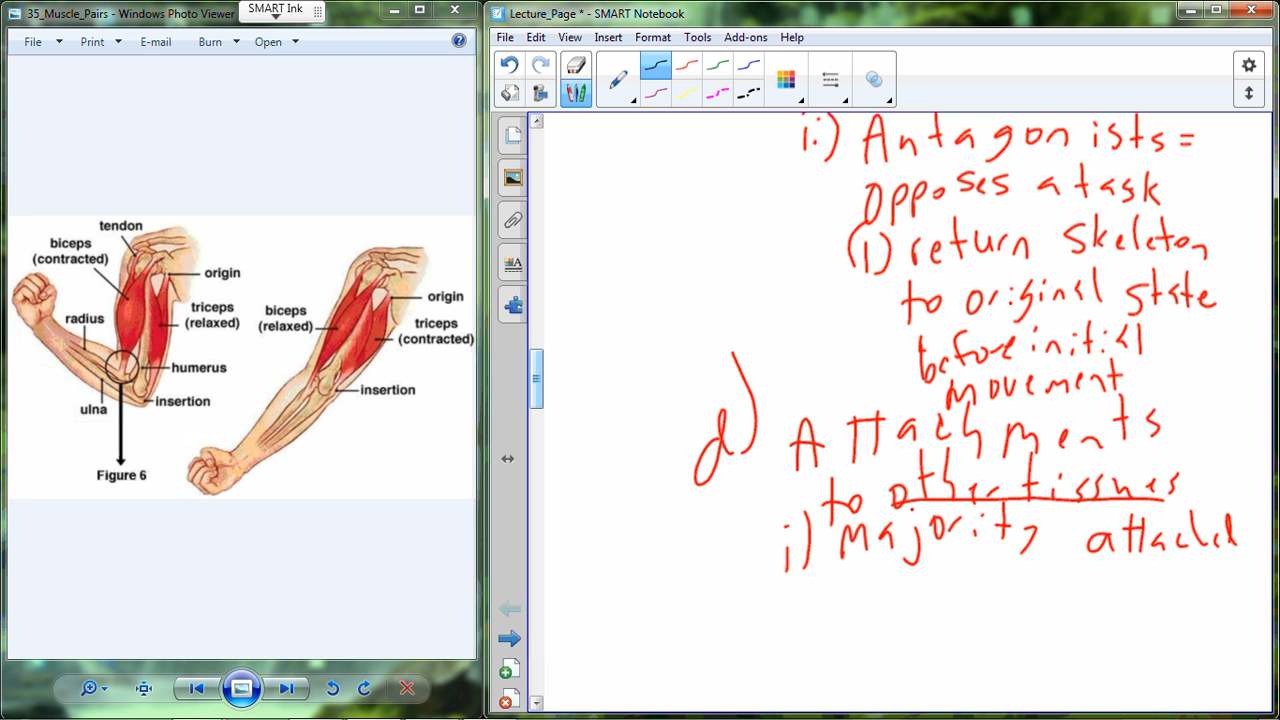 35_Muscle_Pairs - Windows Photo Viewer
SMART Ink
File Print E-mail Burn Open
tendon
biceps
(contracted)
origin
triceps
(relaxed)
radius
humerus
ulna
insertion
Figure 6
biceps
(relaxed)
origin
triceps
(contracted)
insertion
Lecture_Page * - SMART Notebook
File Edit View Insert Format Tools Add-ons Help
ii) Antagonists =
opposes a task
(1) return skeleton
to original state
before initial
movement
d) Attachments
to other tissues
i) majority attached